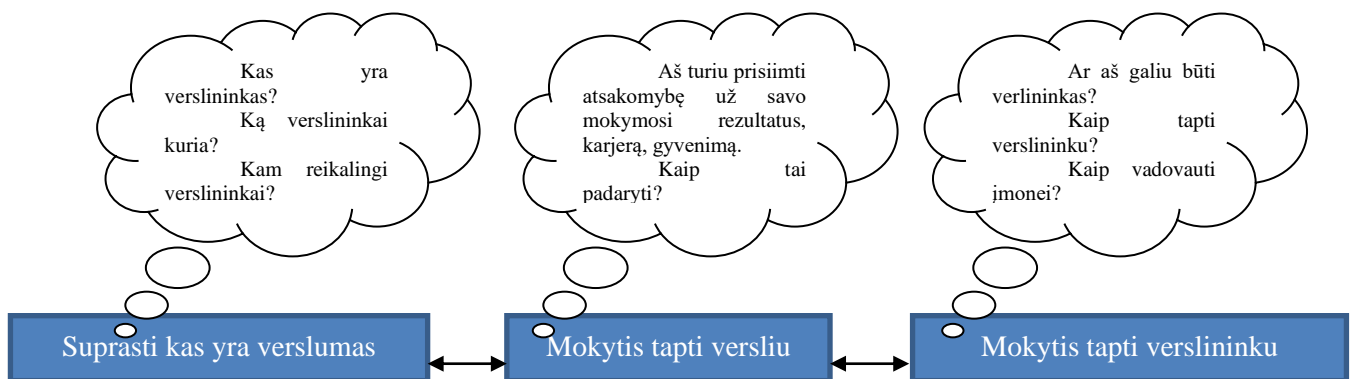 Kas yra
verslininkas?
Ką verslininkai
kuria?
Kam reikalingi
verslininkai?
Aš turiu prisiimti
atsakomybę už savo
mokymosi rezultatus,
karjerą, gyvenimą.
Kaip tai
padaryti?
Ar aš galiu būti
verlininkas?
Kaip tapti
verslininku?
Kaip vadovauti
įmonei?
Suprasti kas yra verslumas
Mokytis tapti versliu
Mokytis tapti verslininku